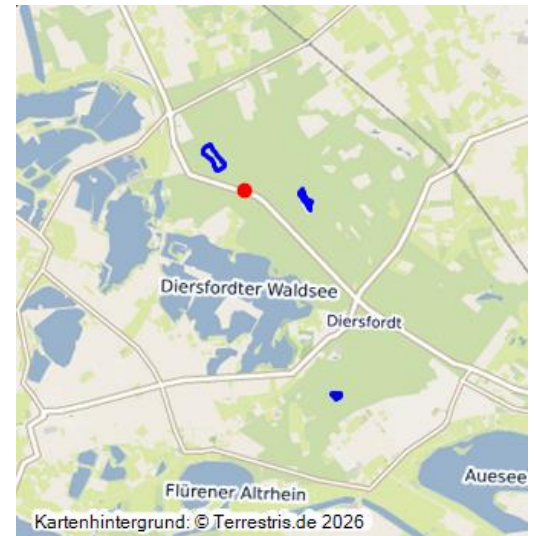 Diersfordter Waldsee
Diersfordt
Auesee
Flürener Altrhein
Kartenhintergrund: © Terrestris.de 2026